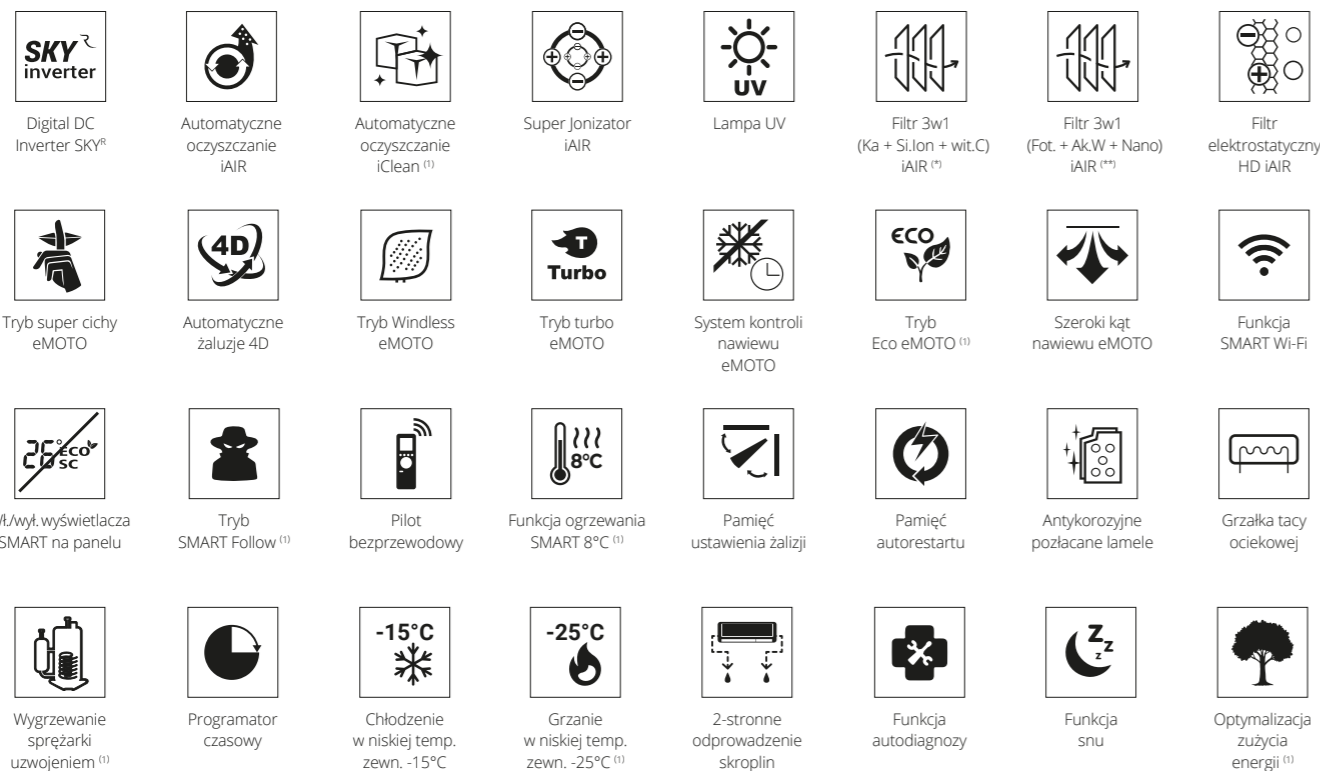 SKY R
inverter
Digital DC
Inverter SKYᴿ
Automatyczne
oczyszczanie
iAIR
Automatyczne
oczyszczanie
iClean (1)
Super Jonizator
iAIR
UV
Lampa UV
Filtr 3w1
(Ka + Si.Ion + wit.C)
iAIR (*)
Filtr 3w1
(Fot. + Ak.W + Nano)
iAIR (**)
Filtr
elektrostatyczny
HD iAIR
Tryb super cichy
eMOTO
4D
Automatyczne
żaluzje 4D
Tryb Windless
eMOTO
T
Turbo
Tryb turbo
eMOTO
System kontroli
nawiewu
eMOTO
ECO
Tryb
Eco eMOTO (1)
Szeroki kąt
nawiewu eMOTO
Funkcja
SMART Wi-Fi
26° ECO
SC
ł./wył. wyświetlacza
SMART na panelu
Tryb
SMART Follow (1)
Pilot
bezprzewodowy
8°C
Funkcja ogrzewania
SMART 8°C (1)
Pamięć
ustawienia żalizji
Pamięć
autorestartu
Antykorozyjne
pozłacane lamele
Grzałka tacy
ociekowej
Wygrzewanie
sprężarki
uzwojeniem (1)
Programator
czasowy
-15°C
Chłodzenie
w niskiej temp.
zewn. -15°C
-25°C
Grzanie
w niskiej temp.
zewn. -25°C (1)
2-stronne
odprowadzenie
skroplin
Funkcja
autodiagnozy
Z Z Z
Funkcja
snu
Optymalizacja
zużycia
energii (1)